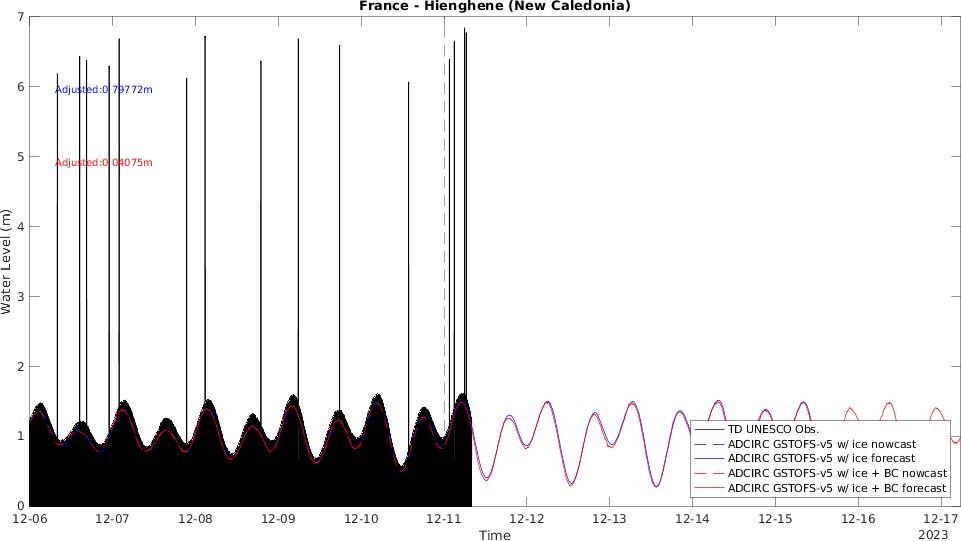 France - Hienghene (New Caledonia)
7
6
5
4
3
2
1
0
Water Level (m)
Adjusted:0.79772m
Adjusted:0.04075m
TD UNESCO Obs.
ADCIRC GSTOFS-v5 w/ ice nowcast
ADCIRC GSTOFS-v5 w/ ice forecast
ADCIRC GSTOFS-v5 w/ ice + BC nowcast
ADCIRC GSTOFS-v5 w/ ice + BC forecast
12-06 12-07 12-08 12-09 12-10 12-11 12-12 12-13 12-14 12-15 12-16 12-17
Time
2023